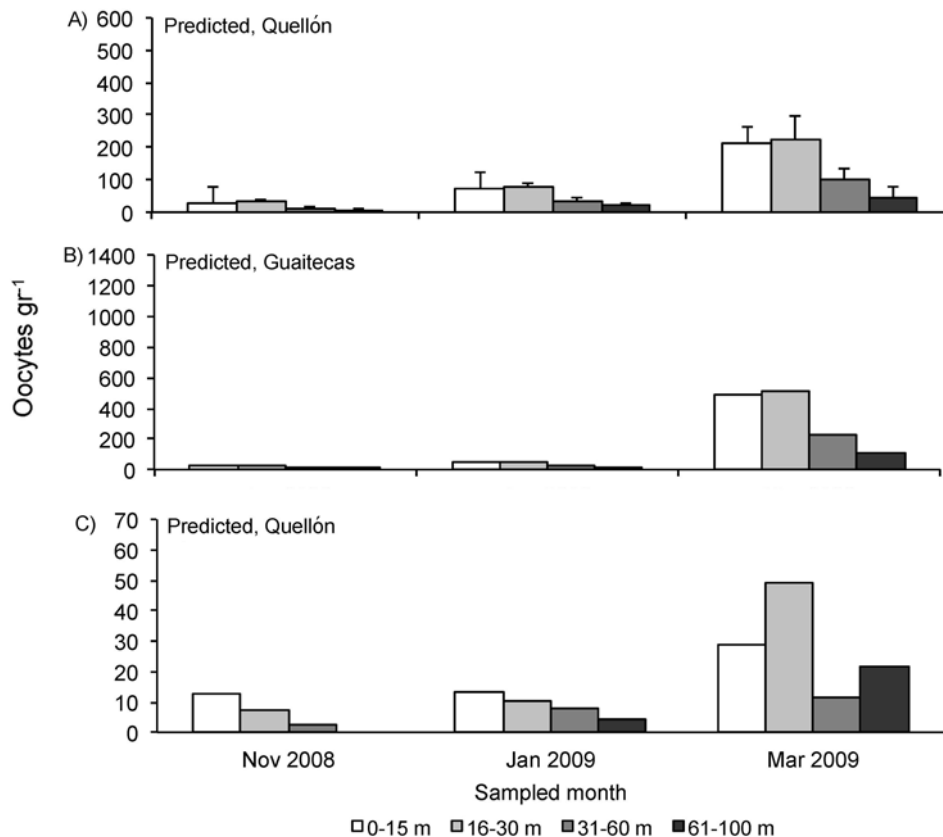 A)
Predicted, Quellón
600
500
400
300
200
100
0
B)
Predicted, Guaitecas
1400
1200
1000
800
600
400
200
0
Oocytes gr⁻¹
C)
Predicted, Quellón
70
60
50
40
30
20
10
0
Nov 2008 Jan 2009 Mar 2009
Sampled month
0-15 m 16-30 m 31-60 m 61-100 m